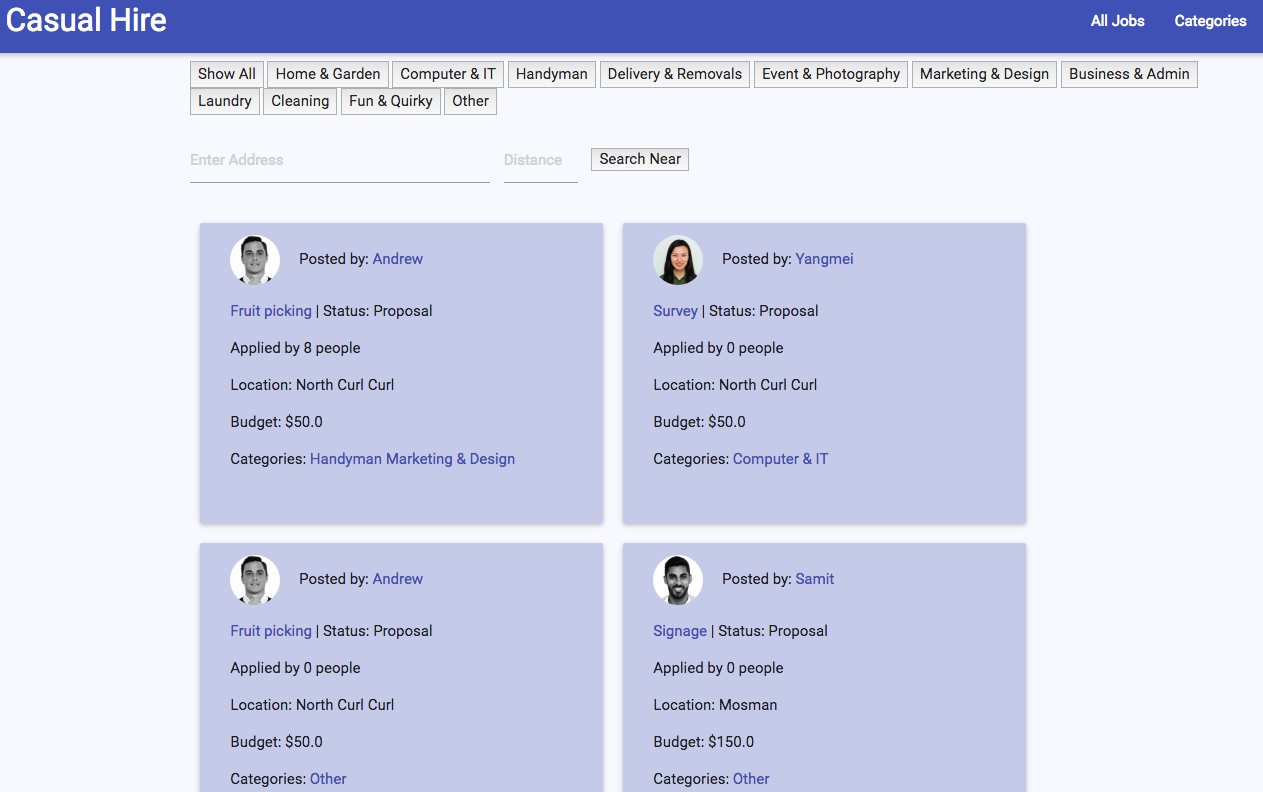 Casual Hire
All Jobs Categories
Show All Home & Garden Computer & IT Handyman Delivery & Removals Event & Photography Marketing & Design Business & Admin
Laundry Cleaning Fun & Quirky Other
Enter Address Distance Search Near
Posted by: Andrew
Fruit picking | Status: Proposal
Applied by 8 people
Location: North Curl Curl
Budget: $50.0
Categories: Handyman Marketing & Design
Posted by: Yangmei
Survey | Status: Proposal
Applied by 0 people
Location: North Curl Curl
Budget: $50.0
Categories: Computer & IT
Posted by: Andrew
Fruit picking | Status: Proposal
Applied by 0 people
Location: North Curl Curl
Budget: $50.0
Categories: Other
Posted by: Samit
Signage | Status: Proposal
Applied by 0 people
Location: Mosman
Budget: $150.0
Categories: Other